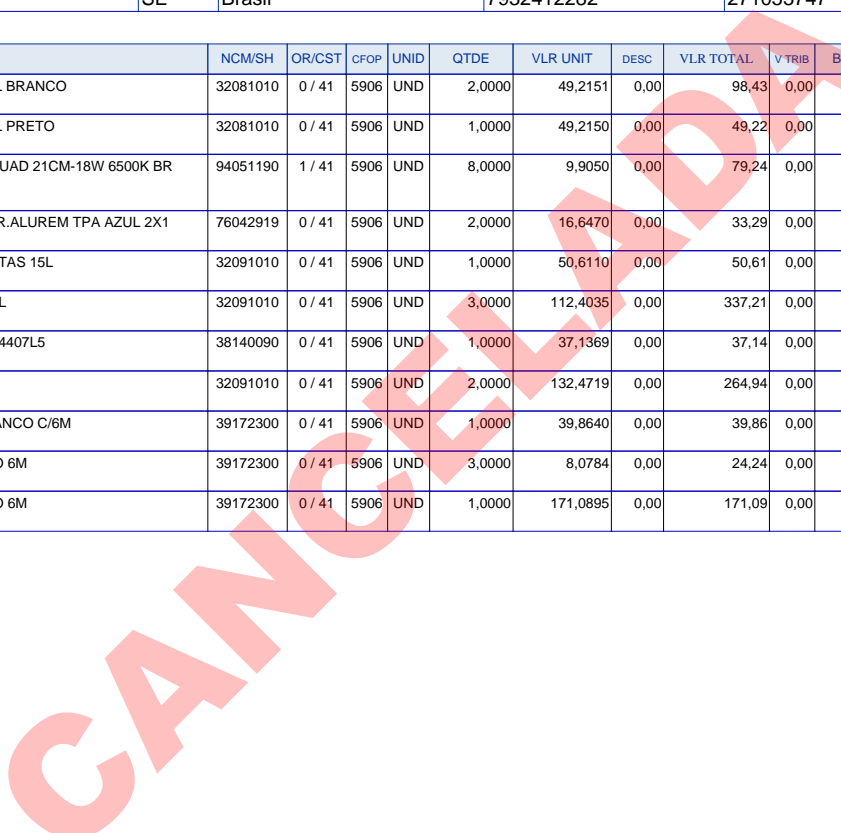 SE Brasil 7932412282 271055747
NCM/SH OR/CST CFOP UNID QTDE VLR UNIT DESC VLR TOTAL V TRIB B
L BRANCO 32081010 0 / 41 5906 UND 2,0000 49,2151 0,00 98,43 0,00
L PRETO 32081010 0 / 41 5906 UND 1,0000 49,2150 0,00 49,22 0,00
UAD 21CM-18W 6500K BR 94051190 1 / 41 5906 UND 8,0000 9,9050 0,00 79,24 0,00
R.ALUREM TPA AZUL 2X1 76042919 0 / 41 5906 UND 2,0000 16,6470 0,00 33,29 0,00
TAS 15L 32091010 0 / 41 5906 UND 1,0000 50,6110 0,00 50,61 0,00
L 32091010 0 / 41 5906 UND 3,0000 112,4035 0,00 337,21 0,00
4407L5 38140090 0 / 41 5906 UND 1,0000 37,1369 0,00 37,14 0,00
32091010 0 / 41 5906 UND 2,0000 132,4719 0,00 264,94 0,00
ANCO C/6M 39172300 0 / 41 5906 UND 1,0000 39,8640 0,00 39,86 0,00
O 6M 39172300 0 / 41 5906 UND 3,0000 8,0784 0,00 24,24 0,00
O 6M 39172300 0 / 41 5906 UND 1,0000 171,0895 0,00 171,09 0,00
CANCELADA